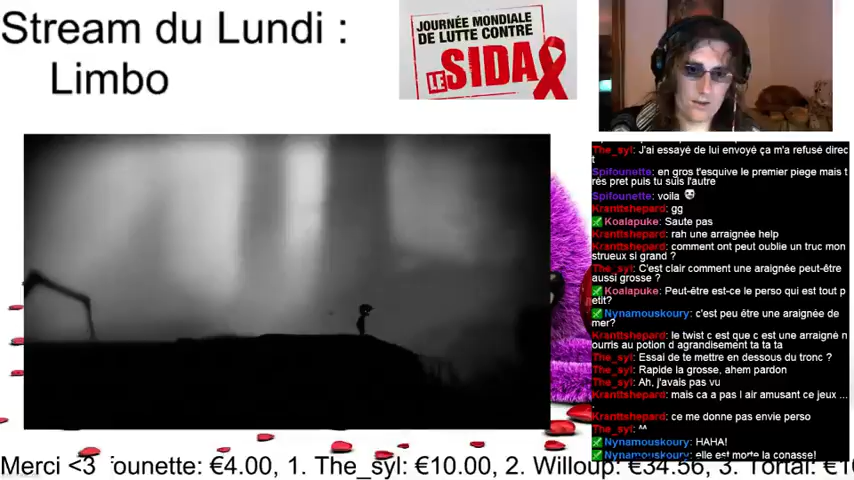 Stream du Lundi :
Limbo
JOURNÉE MONDIALE
DE LUTTE CONTRE
LE SIDA
The_syl: J'ai essayé de lui envoyé ça m'a refusé direc
t
Spifounette: en gros t'esquive le premier piege mais t
rés pret puis tu suis l'autre
Spifounette: voila
Kranttshepard: gg
Koalapuke: Saute pas
Kranttshepard: rah une arraignée help
Kranttshepard: comment ont peut oublie un truc mon
strueux si grand ?
The_syl: C'est clair comment une araignée peut-être
aussi grosse ?
Koalapuke: Peut-être est-ce le perso qui est tout p
etit?
Nynamouskoury: c'est peu être une araignée de
mer?
Kranttshepard: le twist c est que c est une arraigné n
ourris au potion d agrandisement ta ta ta
The_syl: Essai de te mettre en dessous du tronc ?
The_syl: Rapide la grosse, ahem pardon
The_syl: Ah, j'avais pas vu
Kranttshepard: mais ca a pas l air amusant ce jeux ...
.
Kranttshepard: ce me donne pas envie perso
The_syl: ^^
Nynamouskoury: HAHA!
Nynamouskoury: elle est morte la conasse!
Merci <3 ounette: €4.00, 1. The_syl: €10.00, 2. Willoup: €34.56, 3. Tortal: €1